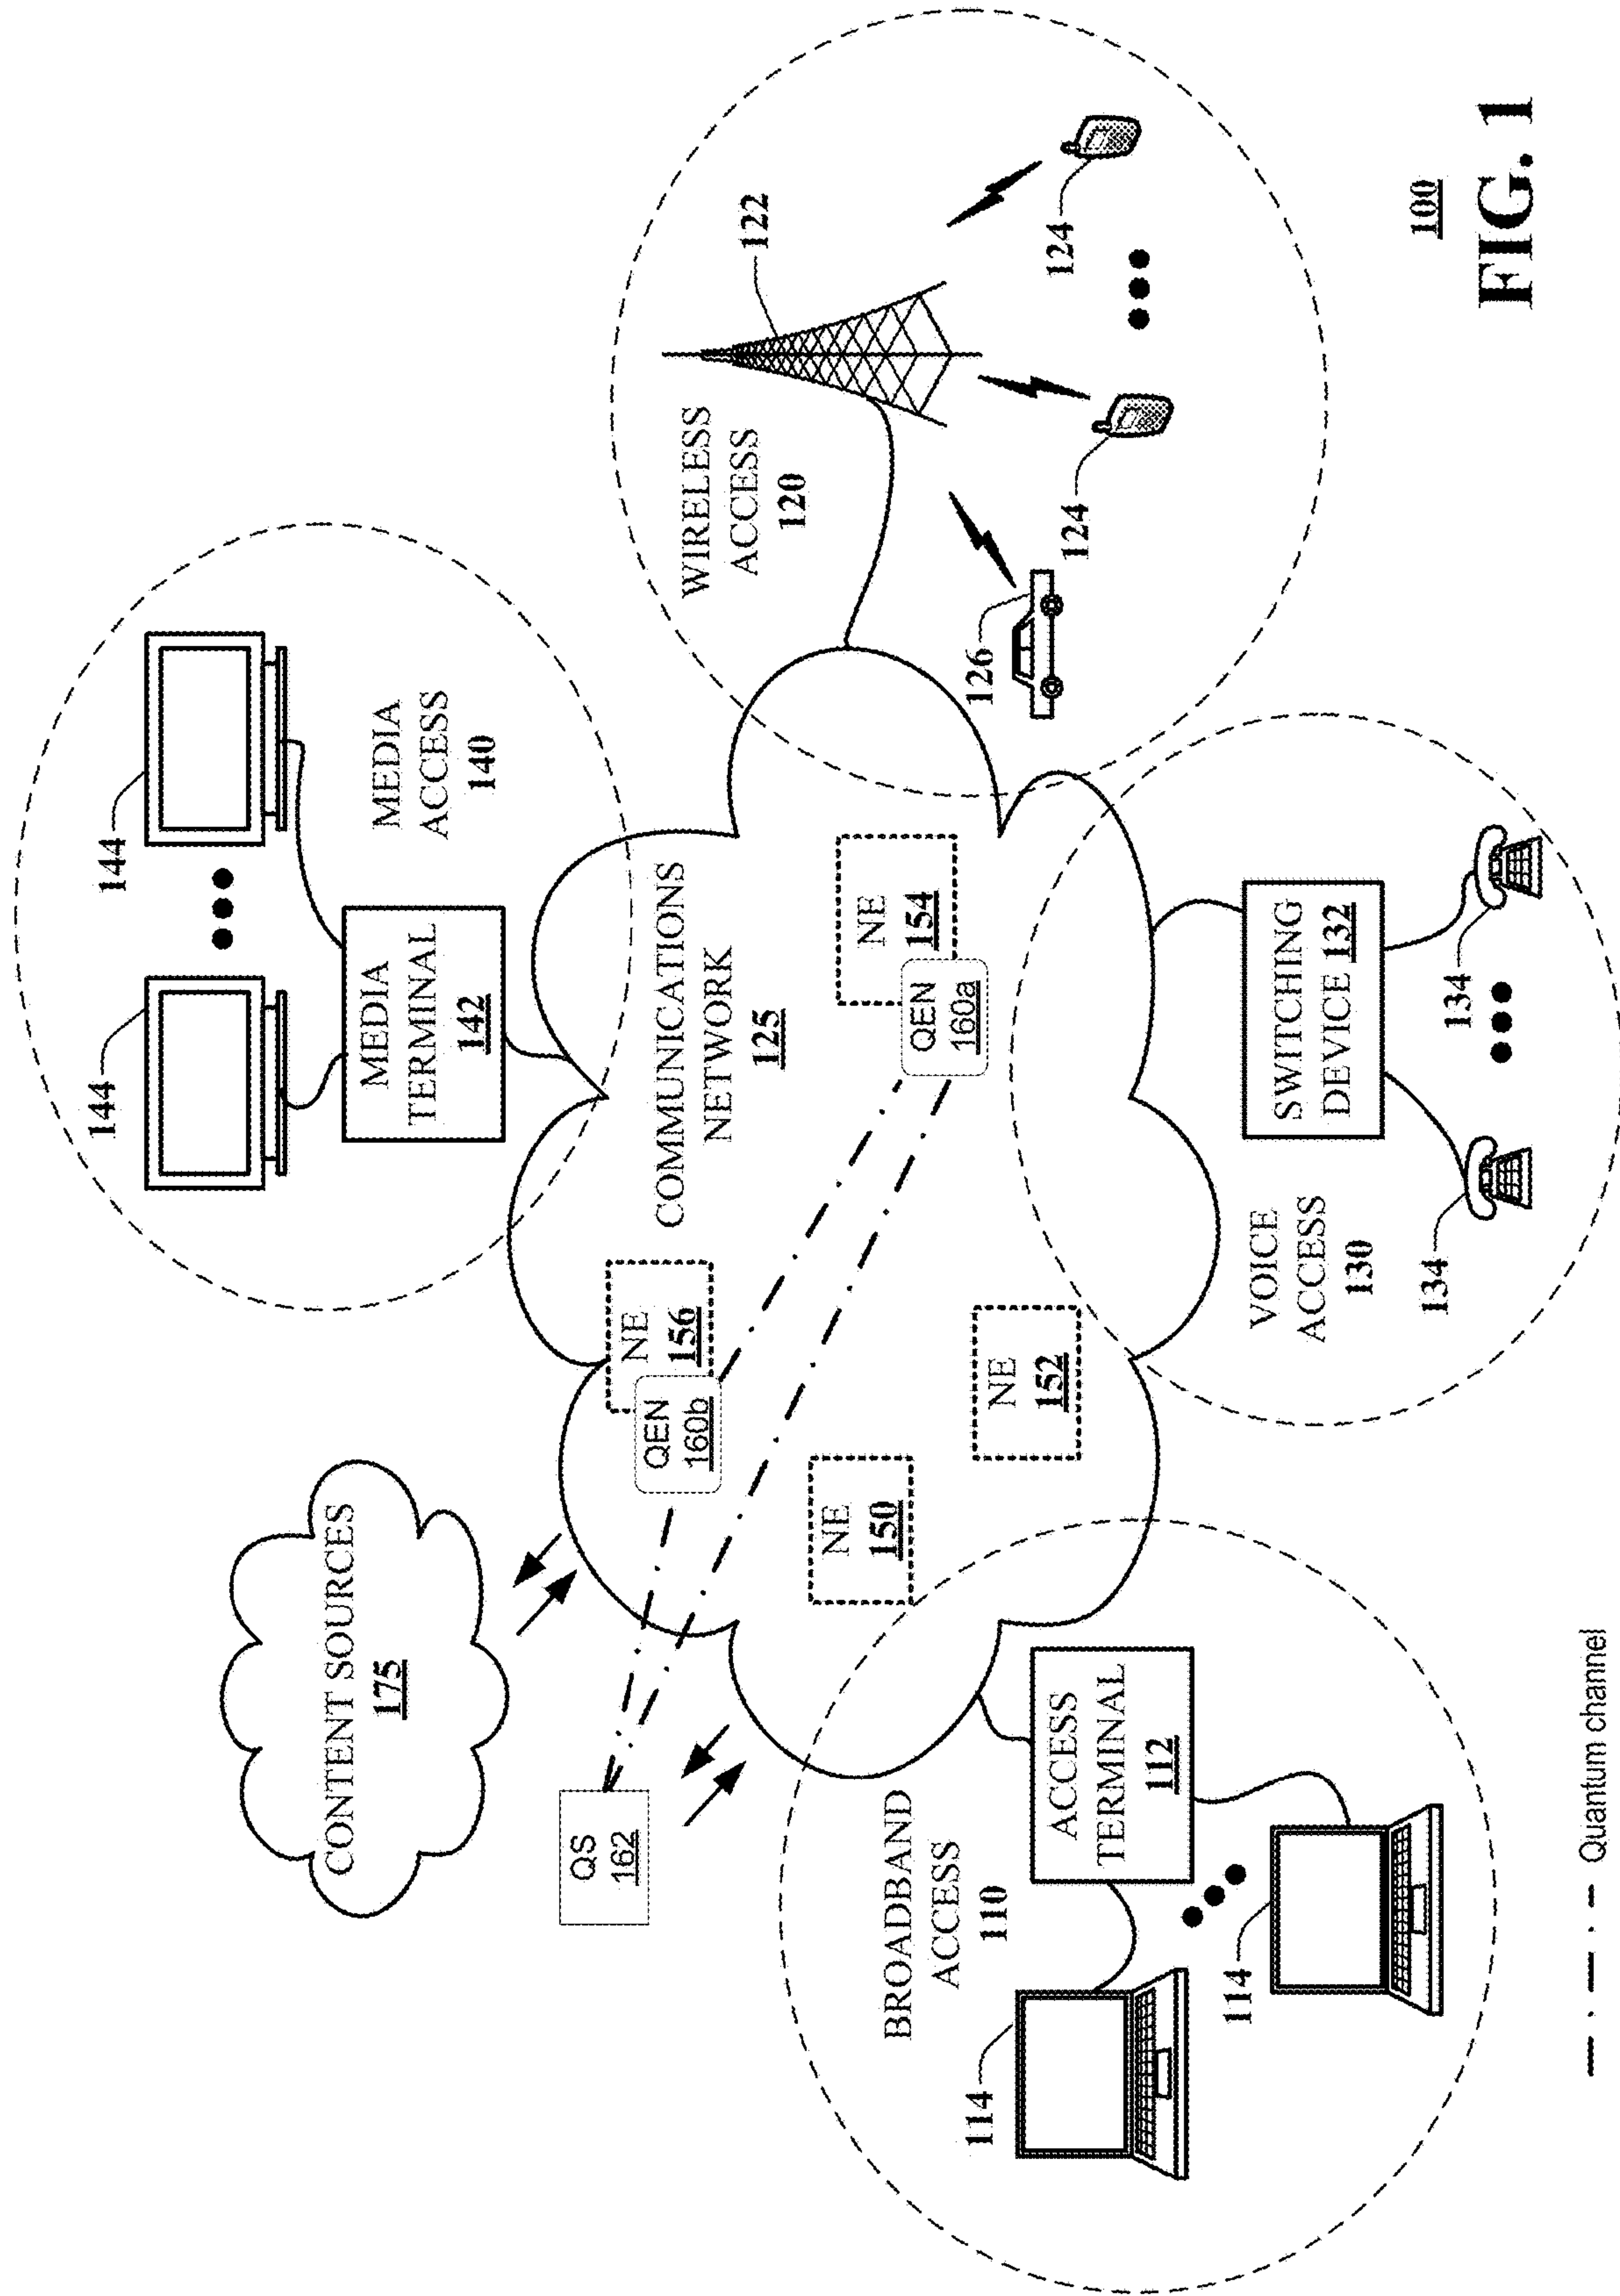 CONTENT SOURCES
175
144
144
MEDIA
TERMINAL
142
MEDIA
ACCESS
140
QS
162
QEN
160b
NE
156
COMMUNICATIONS
NETWORK
125
WIRELESS
ACCESS
120
122
BROADBAND
ACCESS
110
NE
150
NE
152
NE
154
QEN
160a
126
124
124
ACCESS
TERMINAL
112
114
114
VOICE
ACCESS
130
SWITCHING
DEVICE 132
134
134
Quantum channel
100
FIG. 1